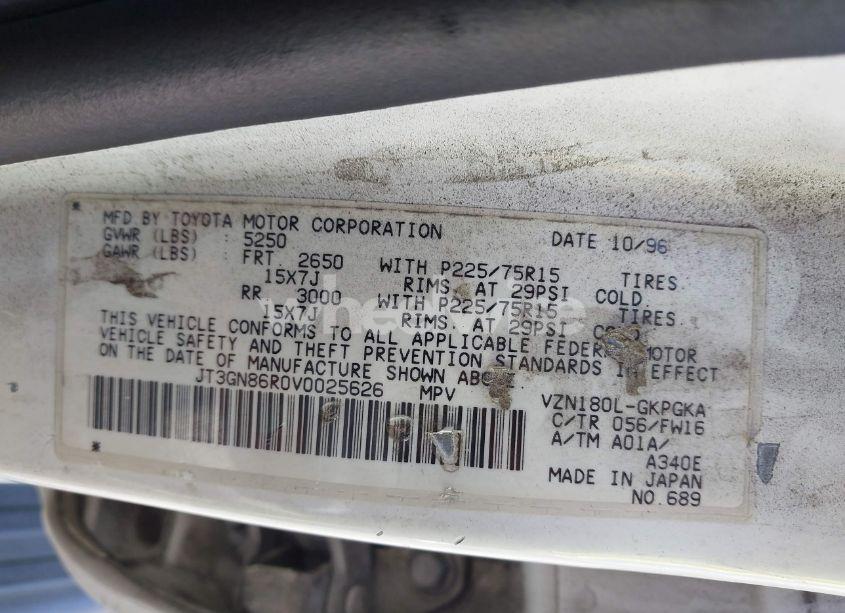 MFD.BY TOYOTA MOTOR CORPORATION DATE 10/96
GVWR (LBS) : 5250
GAWR (LBS) : FRT. 2650 WITH P225/75R15 TIRES.
15X7J RIMS. AT 29PSI COLD.
RR 3000 WITH P225/75R15 TIRES.
15X7J RIMS. AT 29PSI COLD.
THIS VEHICLE CONFORMS TO ALL APPLICABLE FEDERAL MOTOR
VEHICLE SAFETY AND THEFT PREVENTION STANDARDS IN EFFECT
ON THE DATE OF MANUFACTURE SHOWN ABOVE
JT3GN86R0V0025626 MPV VZN180L-GKPGKA
C/TR 056/FW16
A/TM A01A/
A340E
MADE IN JAPAN
NO.689